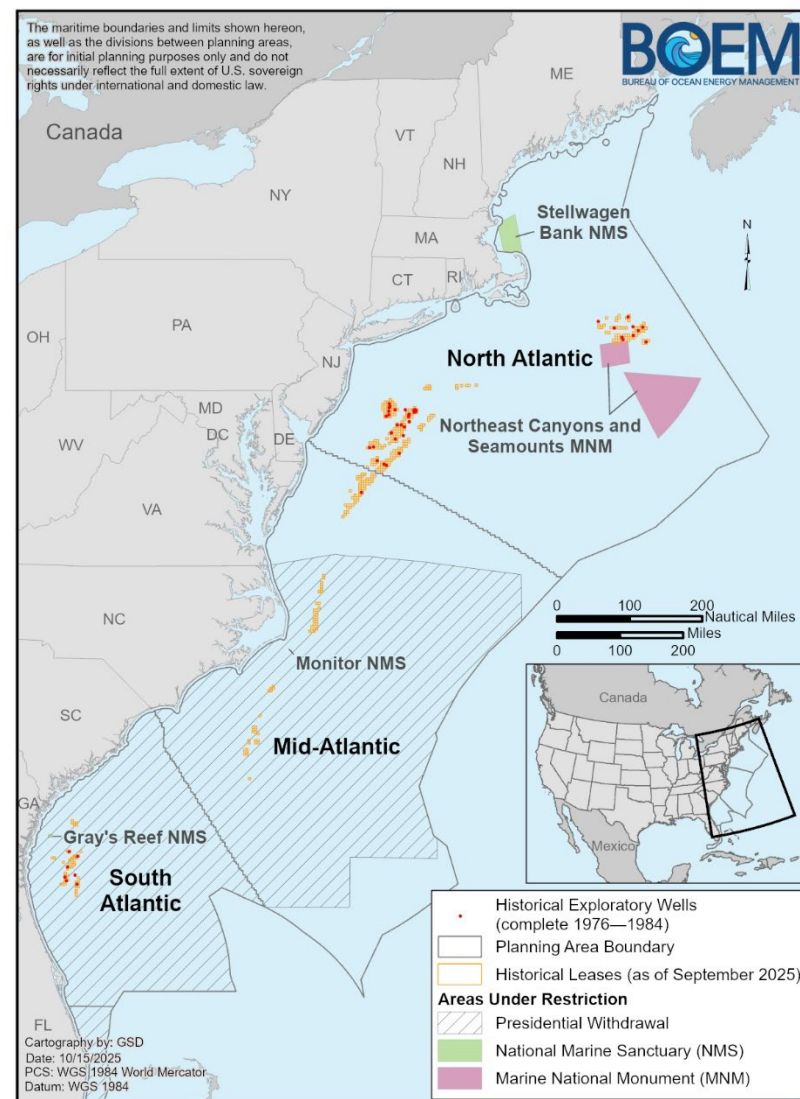 The maritime boundaries and limits shown hereon,
as well as the divisions between planning areas,
are for initial planning purposes only and do not
necessarily reflect the full extent of U.S. sovereign
rights under international and domestic law.
BOEM
BUREAU OF OCEAN ENERGY MANAGEMENT
Canada
ME
VT
NH
NY
MA
CT
RI
Stellwagen
Bank NMS
N
PA
OH
NJ
North Atlantic
MD
DC
DE
WV
Northeast Canyons and
Seamounts MNM
VA
NC
0 100 200
Nautical Miles
Miles
0 100 200
Monitor NMS
SC
Mid-Atlantic
GA
Gray's Reef NMS
South
Atlantic
FL
Canada
Mexico
Historical Exploratory Wells
(complete 1976—1984)
Planning Area Boundary
Historical Leases (as of September 2025)
Areas Under Restriction
Presidential Withdrawal
National Marine Sanctuary (NMS)
Marine National Monument (MNM)
Cartography by: GSD
Date: 10/15/2025
PCS: WGS 1984 World Mercator
Datum: WGS 1984